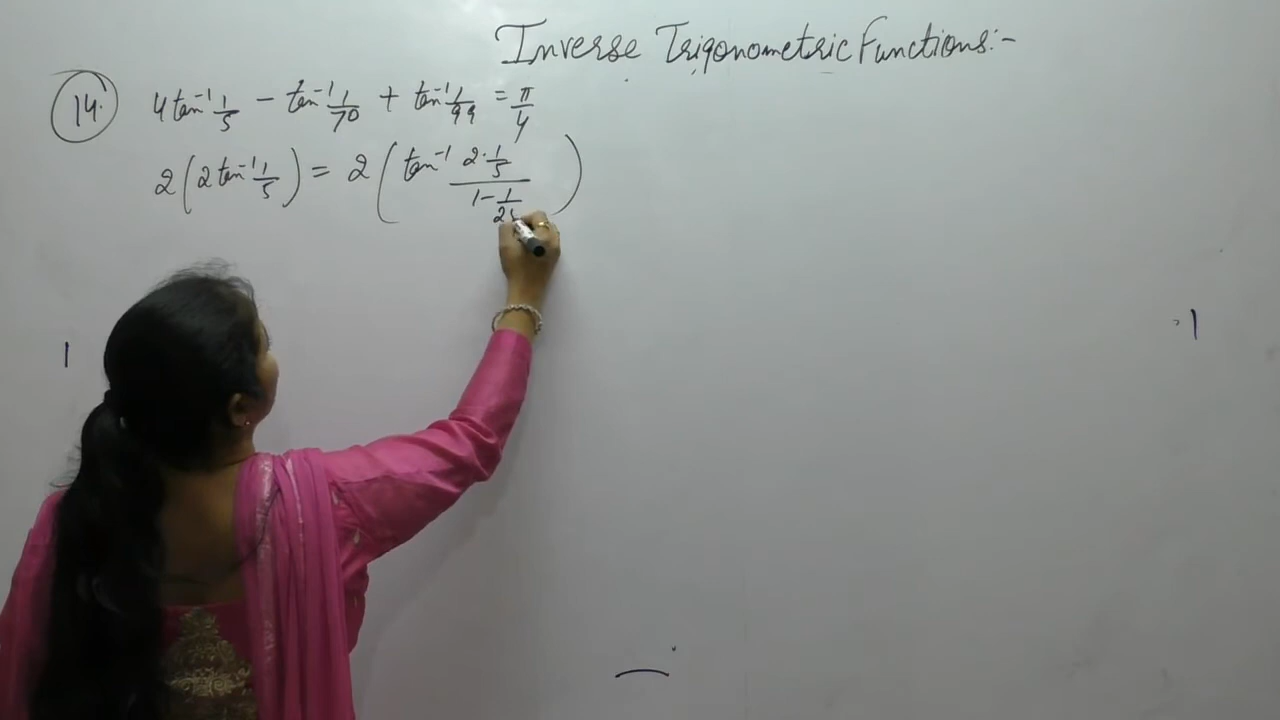 Inverse Trigonometric Functions:-
14. 4 tan⁻¹ 1/5 - tan⁻¹ 1/70 + tan⁻¹ 1/99 = π/4
2(2 tan⁻¹ 1/5) = 2(tan⁻¹ (2·1/5)/(1-1/25))